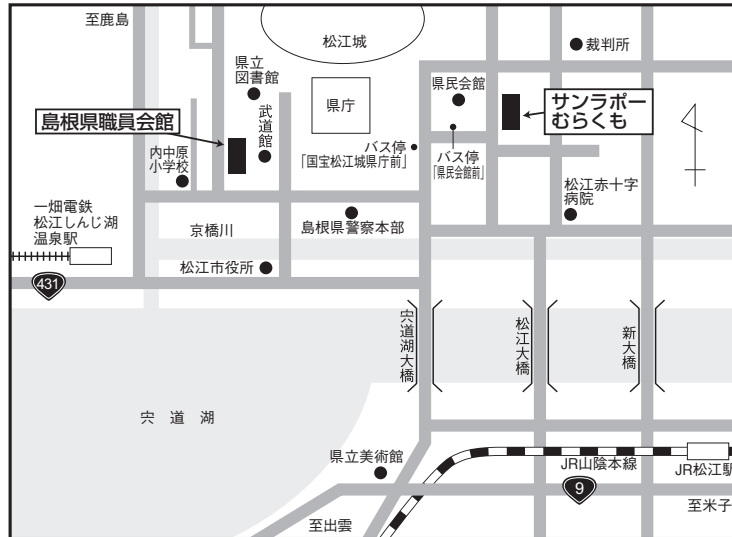 至鹿島
松江城
裁判所
県立
図書館
県庁
県民会館
サンラポー
むらくも
島根県職員会館
武道館
内中原
小学校
バス停
「国宝松江城県庁前」
バス停
「県民会館前」
松江赤十字
病院
一畑電鉄
松江しんじ湖
温泉駅
京橋川
島根県警察本部
松江市役所
431
宍道湖大橋
松江大橋
新大橋
宍道湖
県立美術館
JR山陰本線
JR松江駅
9
至米子
至出雲